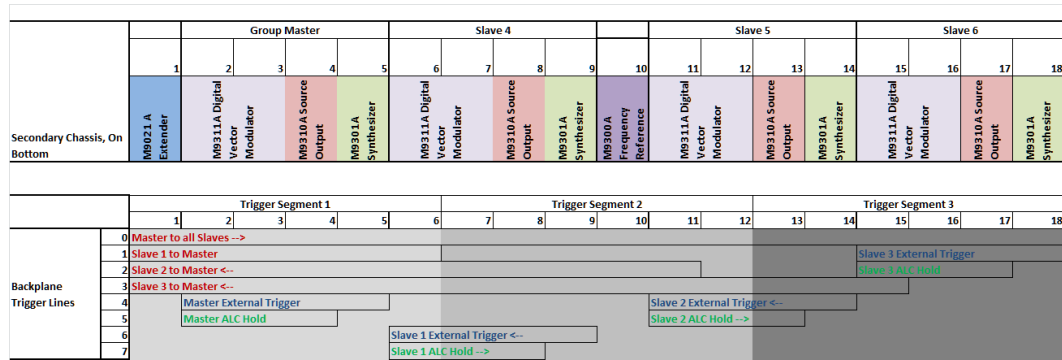 Group Master Slave 4 Slave 5 Slave 6
1 2 3 4 5 6 7 8 9 10 11 12 13 14 15 16 17 18
Secondary Chassis, On
Bottom
M9021 A
Extender
M9311A Digital
Vector
Modulator
M9310 A Source
Output
M9301 A
Synthesizer
M9311A Digital
Vector
Modulator
M9310 A Source
Output
M9301 A
Synthesizer
M9300 A
Frequency
Reference
M9311A Digital
Vector
Modulator
M9310 A Source
Output
M9301 A
Synthesizer
M9311A Digital
Vector
Modulator
M9310 A Source
Output
M9301 A
Synthesizer
Trigger Segment 1 Trigger Segment 2 Trigger Segment 3
1 2 3 4 5 6 7 8 9 10 11 12 13 14 15 16 17 18
Backplane
Trigger Lines
0 Master to all Slaves -->
1 Slave 1 to Master Slave 3 External Trigger
2 Slave 2 to Master <-- Slave 3 ALC Hold
3 Slave 3 to Master <--
4 Master External Trigger Slave 2 External Trigger <--
5 Master ALC Hold Slave 2 ALC Hold -->
6 Slave 1 External Trigger <--
7 Slave 1 ALC Hold -->